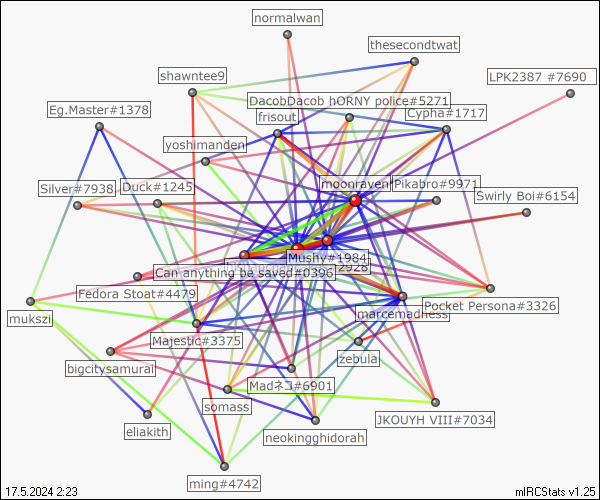 normalwan
thesecondtwat
shawntee9
LPK2387 #7690
DacobDacob hORNY police#5271
Eg.Master#1378
frisout
Cypha#1717
yoshimanden
Silver#7938
Duck#1245
moonraven
Pikabro#9971
Swirly Boi#6154
Mushy#1984
2928
Can anything be saved#0396
Fedora Stoat#4479
Pocket Persona#3326
mukszi
marcemadness
Majestic#3375
zebula
bigcitysamurai
Madネコ#6901
somass
JKOUYH VIII#7034
eliakith
neokingghidorah
ming#4742
17.5.2024 2:23
mIRCStats v1.25